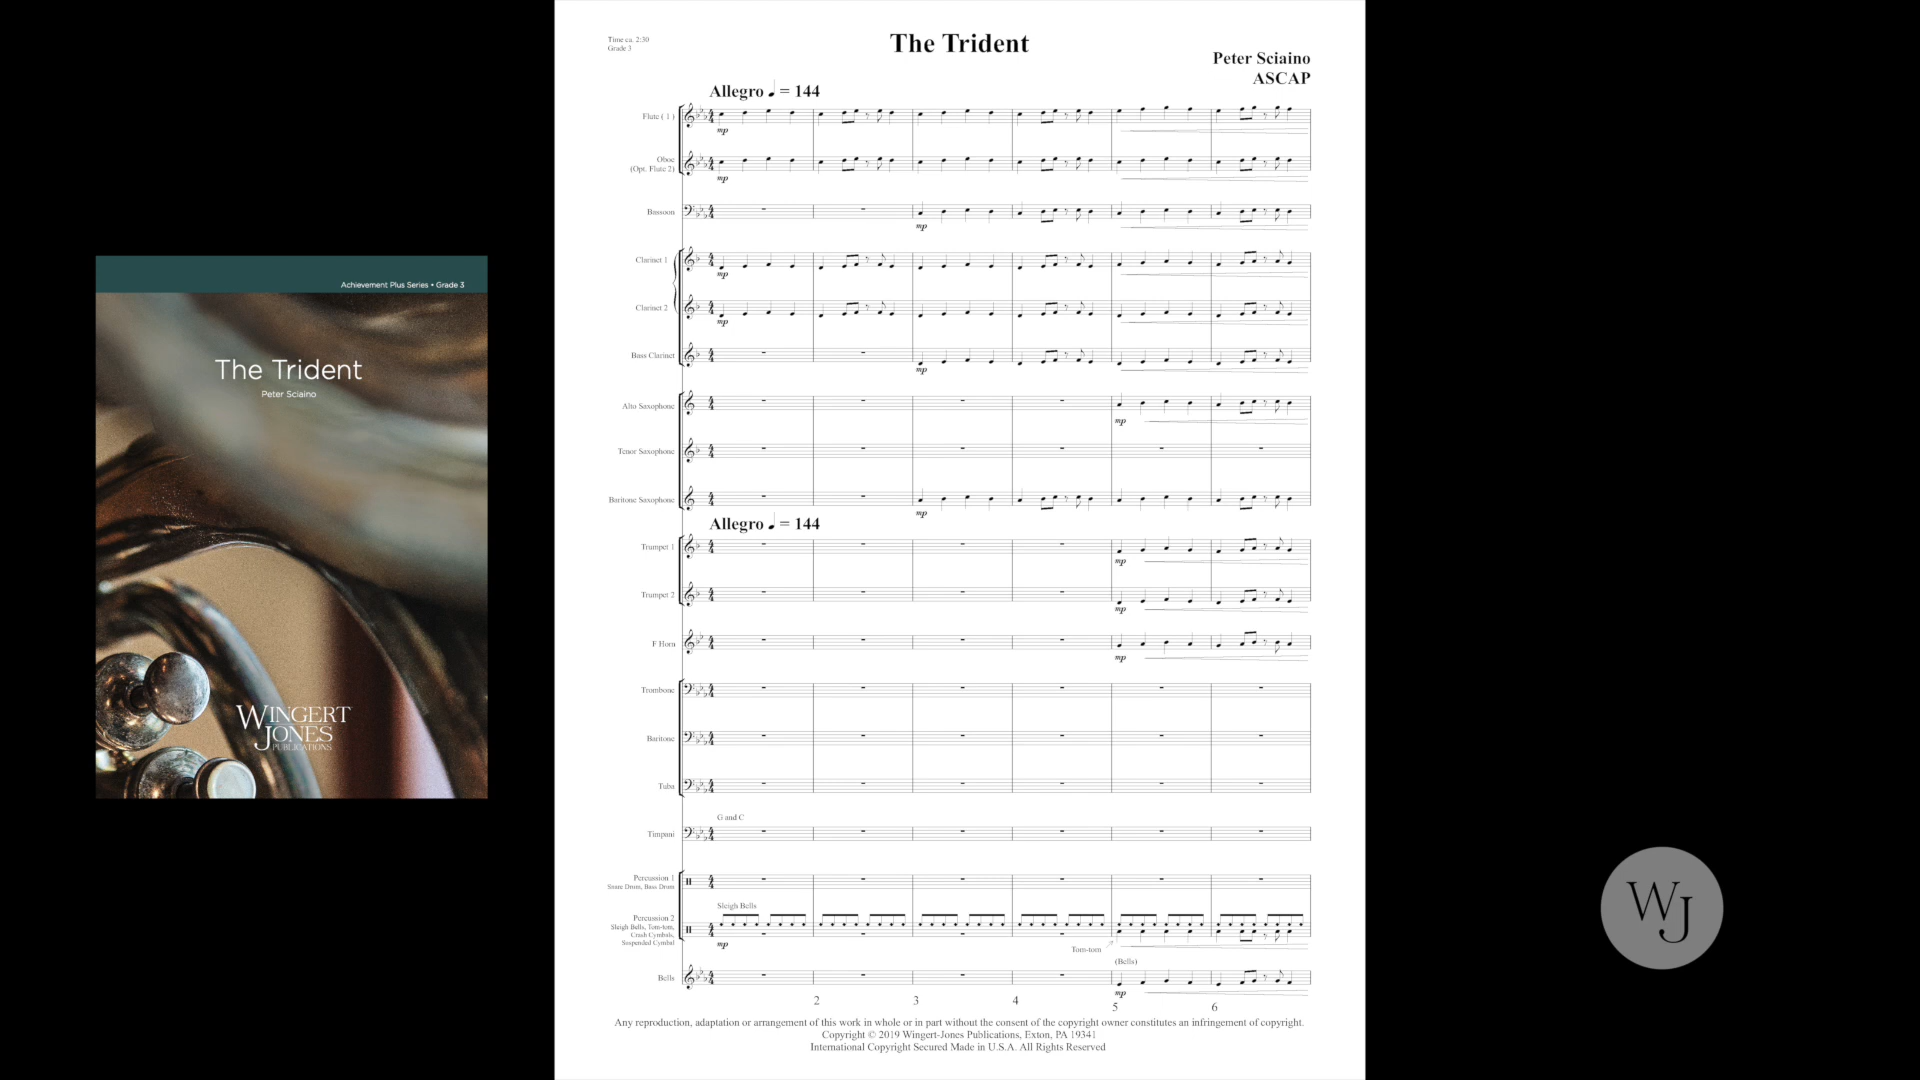 Achievement Plus Series • Grade 3
The Trident
Peter Sciaino
WINGERT
JONES
PUBLICATIONS
Time ca. 2:30
Grade 3
The Trident
Peter Sciaino
ASCAP
Allegro ♩ = 144
Flute ( 1 )
mp
Oboe
(Opt. Flute 2)
mp
Bassoon
mp
Clarinet 1
mp
Clarinet 2
mp
Bass Clarinet
mp
Alto Saxophone
mp
Tenor Saxophone
Baritone Saxophone
mp
Allegro ♩ = 144
Trumpet 1
mp
Trumpet 2
mp
F Horn
mp
Trombone
Baritone
Tuba
G and C
Timpani
Percussion 1
Snare Drum, Bass Drum
Sleigh Bells
Percussion 2
Sleigh Bells, Tom-tom,
Crash Cymbals,
Suspended Cymbal
mp
Tom-tom
(Bells)
Bells
mp
2 3 4 5 6
Any reproduction, adaptation or arrangement of this work in whole or in part without the consent of the copyright owner constitutes an infringement of copyright.
Copyright © 2019 Wingert-Jones Publications, Exton, PA 19341
International Copyright Secured Made in U.S.A. All Rights Reserved
WJ